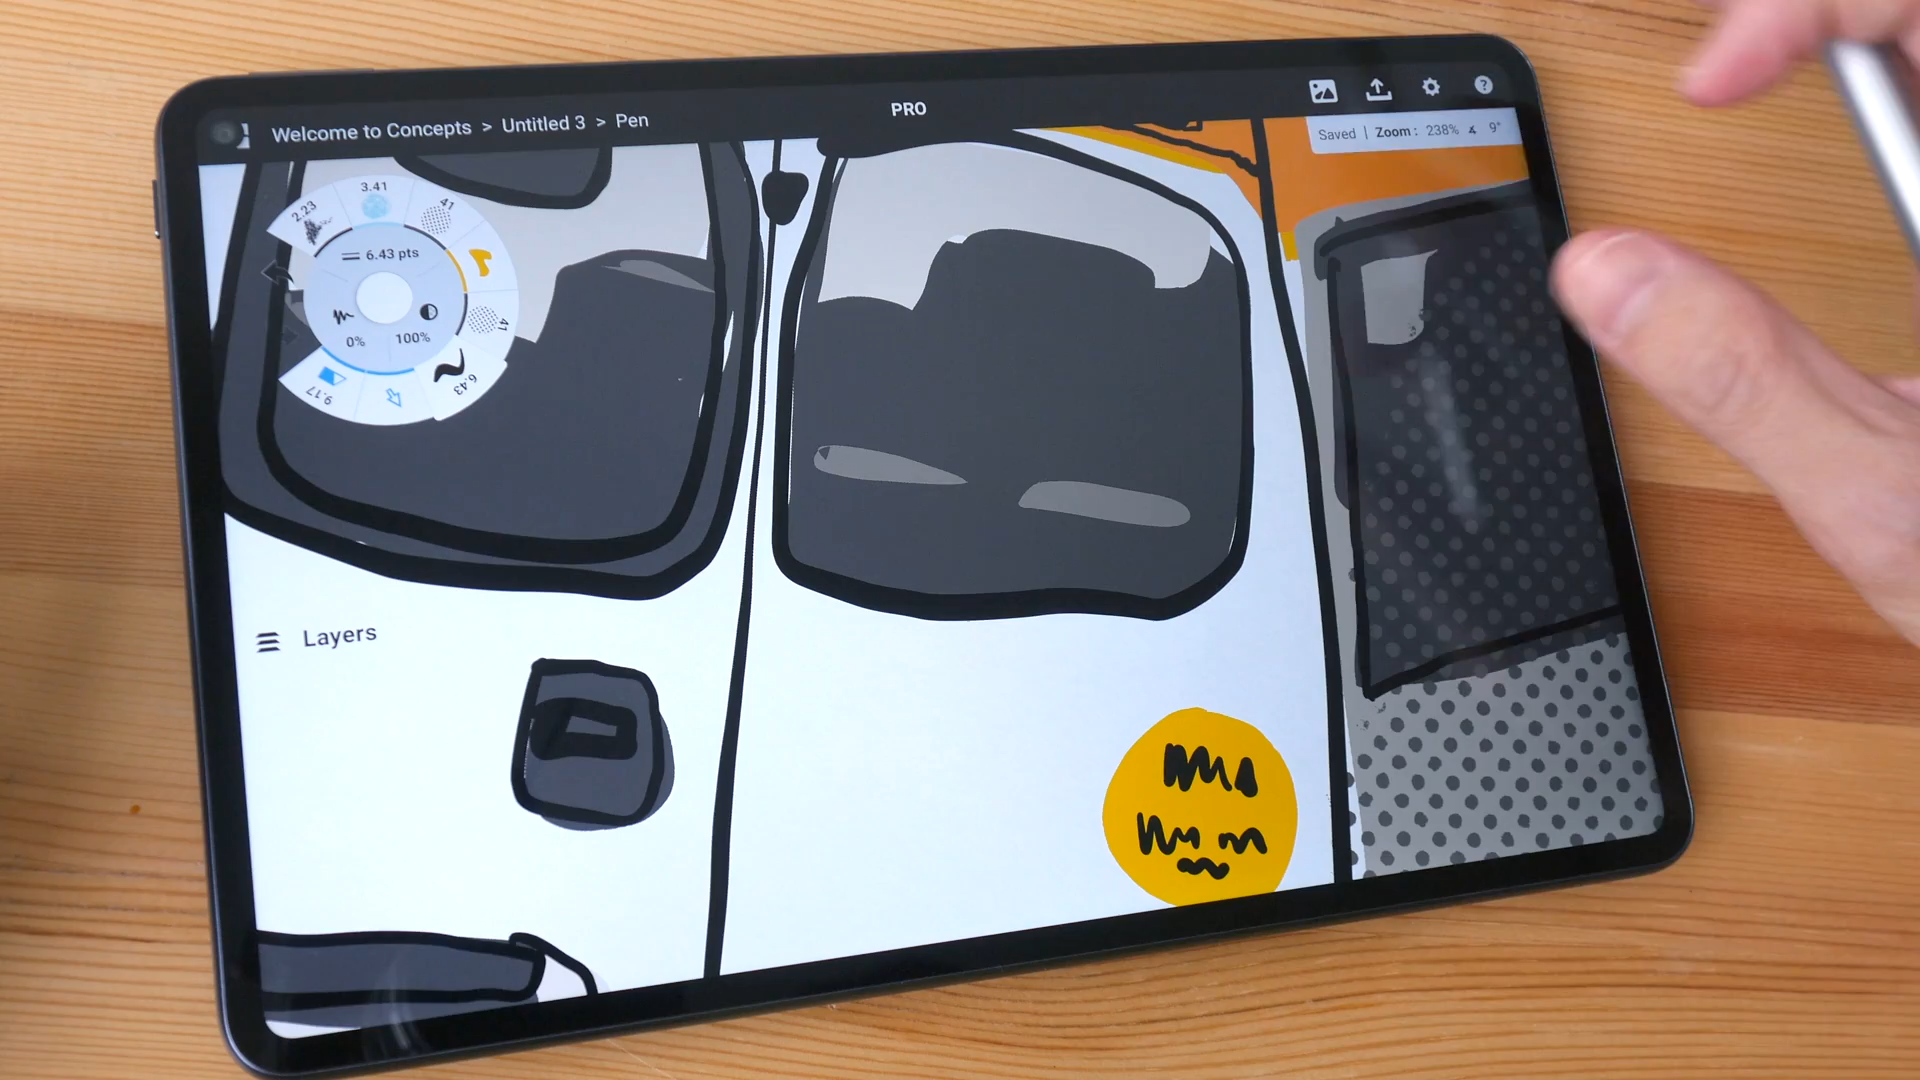 Welcome to Concepts > Untitled 3 > Pen
PRO
Saved | Zoom: 238% 9°
3.41
2.23
41
6.43 pts
41
0%
100%
6.43
9.17
Layers